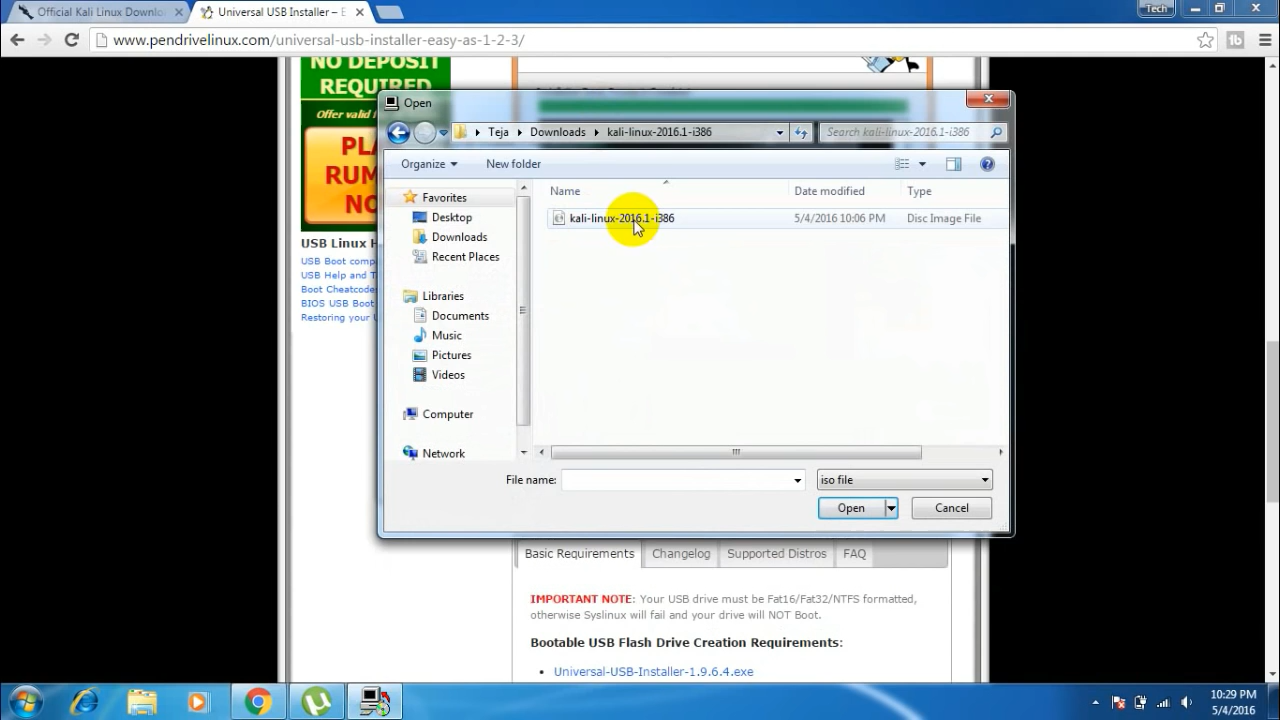 Official Kali Linux Downlo
Universal USB Installer – E
Tech
www.pendrivelinux.com/universal-usb-installer-easy-as-1-2-3/
NO DEPOSIT
REQUIRED
Offer valid f
PL
RUM
NO
USB Linux H
USB Boot comp
USB Help and T
Boot Cheatcode
BIOS USB Boot
Restoring your U
Open
Teja
Downloads
kali-linux-2016.1-i386
Search kali-linux-2016.1-i386
Organize
New folder
Favorites
Desktop
Downloads
Recent Places
Libraries
Documents
Music
Pictures
Videos
Computer
Network
Name
Date modified
Type
kali-linux-2016.1-i386
5/4/2016 10:06 PM
Disc Image File
File name:
iso file
Open
Cancel
Basic Requirements
Changelog
Supported Distros
FAQ
IMPORTANT NOTE: Your USB drive must be Fat16/Fat32/NTFS formatted,
otherwise Syslinux will fail and your drive will NOT Boot.
Bootable USB Flash Drive Creation Requirements:
Universal-USB-Installer-1.9.6.4.exe
10:29 PM
5/4/2016